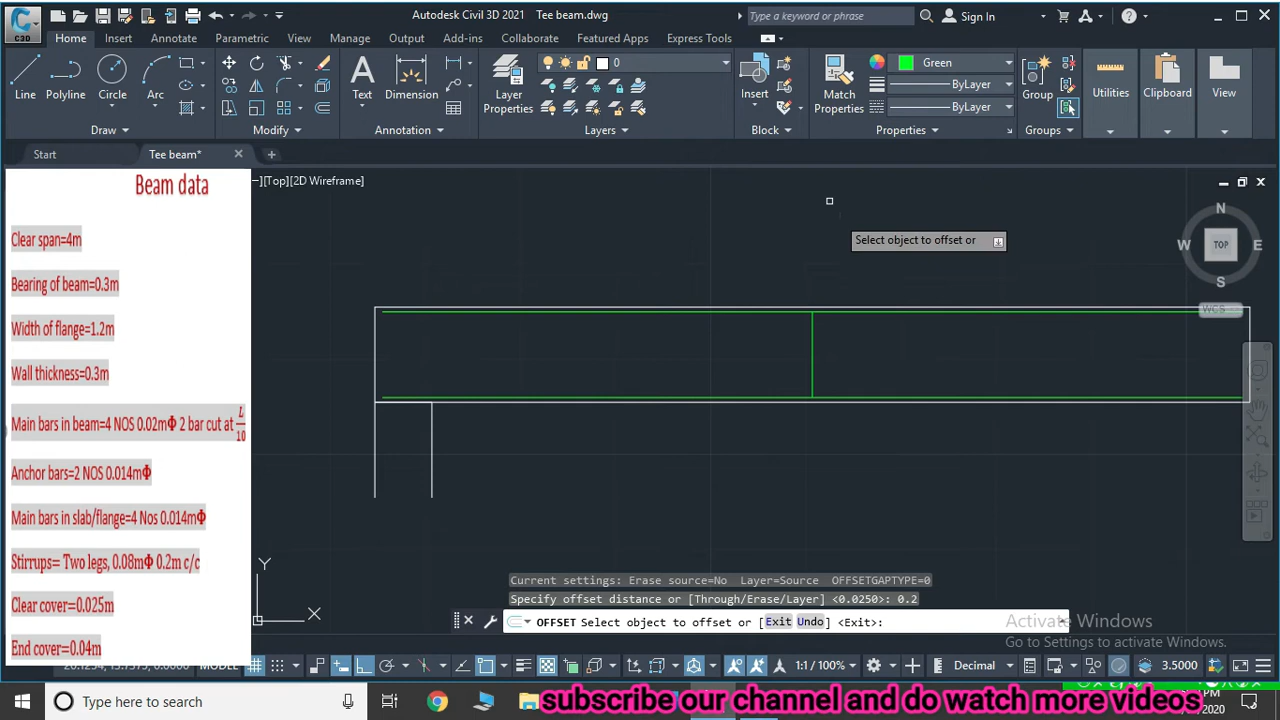 Autodesk Civil 3D 2021 Tee beam.dwg
Type a keyword or phrase
Sign In
C3D
Home Insert Annotate Parametric View Manage Output Add-ins Collaborate Featured Apps Express Tools
Line Polyline Circle Arc
Text Dimension
Layer Properties
0
Insert
Match Properties
Green
ByLayer
ByLayer
Group
Utilities
Clipboard
View
Draw Modify Annotation Layers Block Properties Groups
Start Tee beam*
Beam data
Clear span=4m
Bearing of beam=0.3m
Width of flange=1.2m
Wall thickness=0.3m
Main bars in beam=4 NOS 0.02mΦ 2 bar cut at L/10
Anchor bars=2 NOS 0.014mΦ
Main bars in slab/flange=4 Nos 0.014mΦ
Stirrups= Two legs, 0.08mΦ 0.2m c/c
Clear cover=0.025m
End cover=0.04m
–][Top][2D Wireframe]
Select object to offset or
N
W TOP E
S
WCS
Y
X
Current settings: Erase source=No Layer=Source OFFSETGAPTYPE=0
Specify offset distance or [Through/Erase/Layer] <0.0250>: 0.2
OFFSET Select object to offset or [Exit Undo] <Exit>:
Activate Windows
Go to Settings to activate Windows.
MODEL
1:1 / 100%
Decimal
3.5000
Type here to search
subscribe our channel and do watch more videos